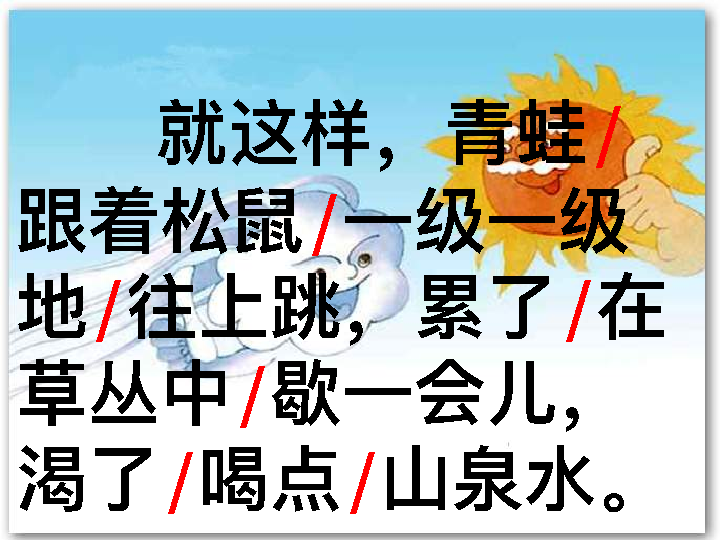 就这样，青蛙/
跟着松鼠/一级一级
地/往上跳，累了/在
草丛中/歇一会儿，
渴了/喝点/山泉水。